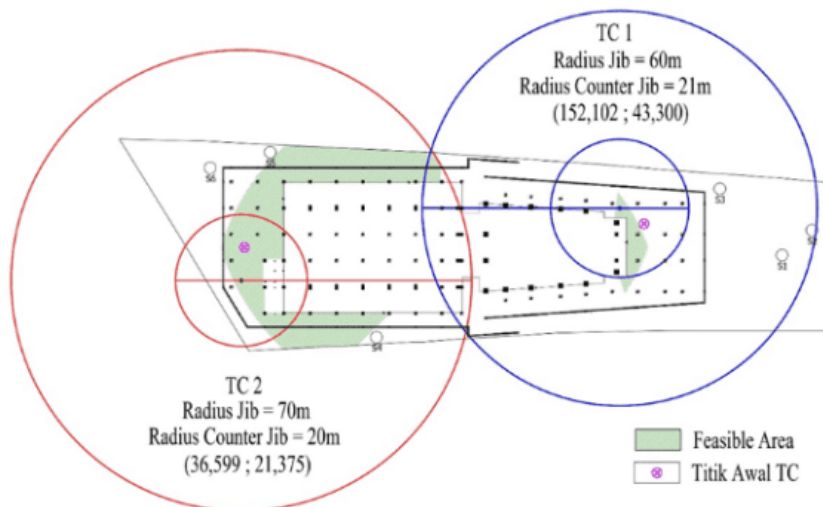 TC 1
Radius Jib = 60m
Radius Counter Jib = 21m
(152,102 ; 43,300)
S5
S6
S3
S2
S1
S4
TC 2
Radius Jib = 70m
Radius Counter Jib = 20m
(36,599 ; 21,375)
Feasible Area
Titik Awal TC